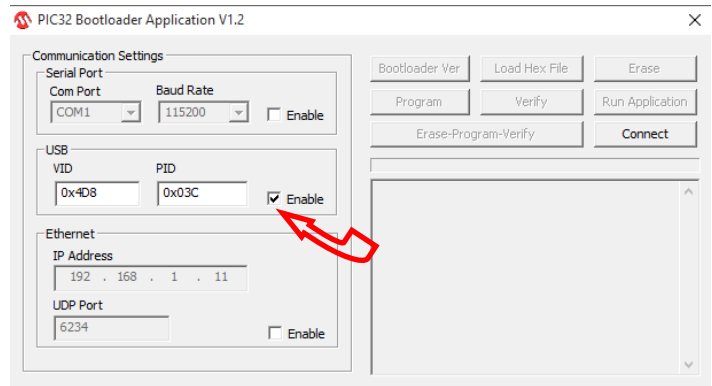 PIC32 Bootloader Application V1.2
Communication Settings
Serial Port
Com Port Baud Rate
COM1 115200 Enable
USB
VID PID
0x4D8 0x03C Enable
Ethernet
IP Address
192 . 168 . 1 . 11
UDP Port
6234 Enable
Bootloader Ver Load Hex File Erase
Program Verify Run Application
Erase-Program-Verify Connect